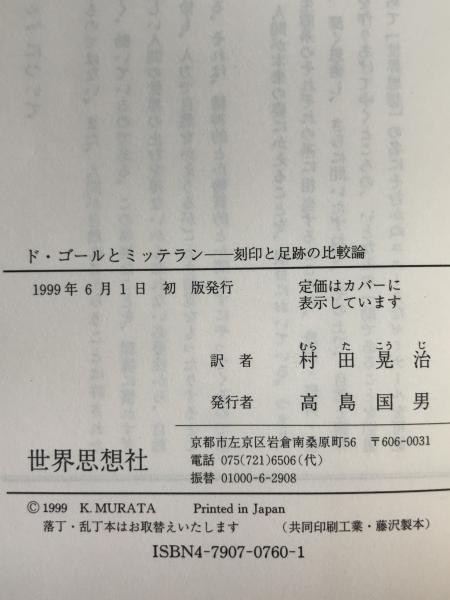 ド・ゴールとミッテラン――刻印と足跡の比較論
1999年6月1日 初 版発行
定価はカバーに
表示しています
訳者 村田晃治
むら た こう じ
発行者 高島国男
世界思想社
京都市左京区岩倉南桑原町56 〒606-0031
電話 075(721)6506(代)
振替 01000-6-2908
© 1999 K. MURATA Printed in Japan
落丁・乱丁本はお取替えいたします (共同印刷工業・藤沢製本)
ISBN4-7907-0760-1